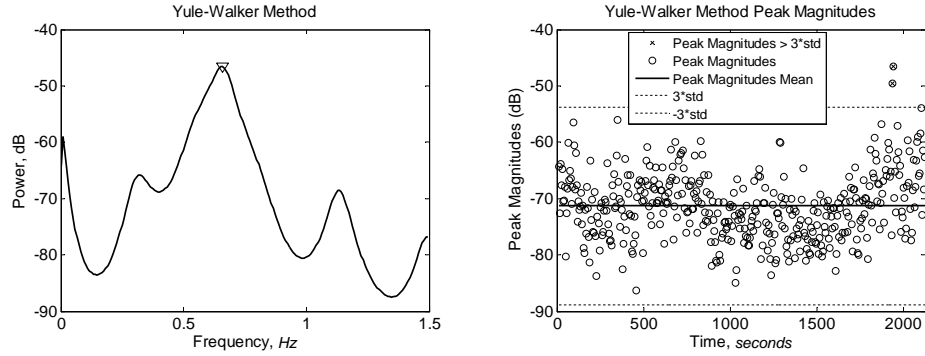 Yule-Walker Method
-40
-50
-60
-70
-80
-90
Power, dB
0
0.5
1
1.5
Frequency, Hz
Yule-Walker Method Peak Magnitudes
-40
-50
-60
-70
-80
-90
Peak Magnitudes (dB)
Peak Magnitudes > 3*std
Peak Magnitudes
Peak Magnitudes Mean
3*std
-3*std
0
500
1000
1500
2000
Time, seconds